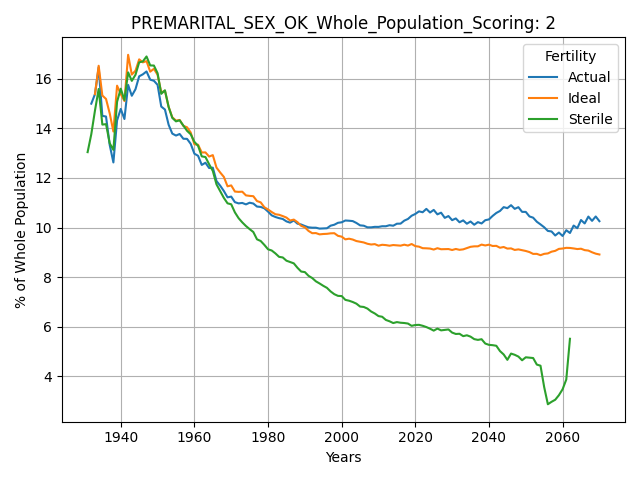 PREMARITAL_SEX_OK_Whole_Population_Scoring: 2
% of Whole Population
16
14
12
10
8
6
4
Fertility
Actual
Ideal
Sterile
1940 1960 1980 2000 2020 2040 2060
Years